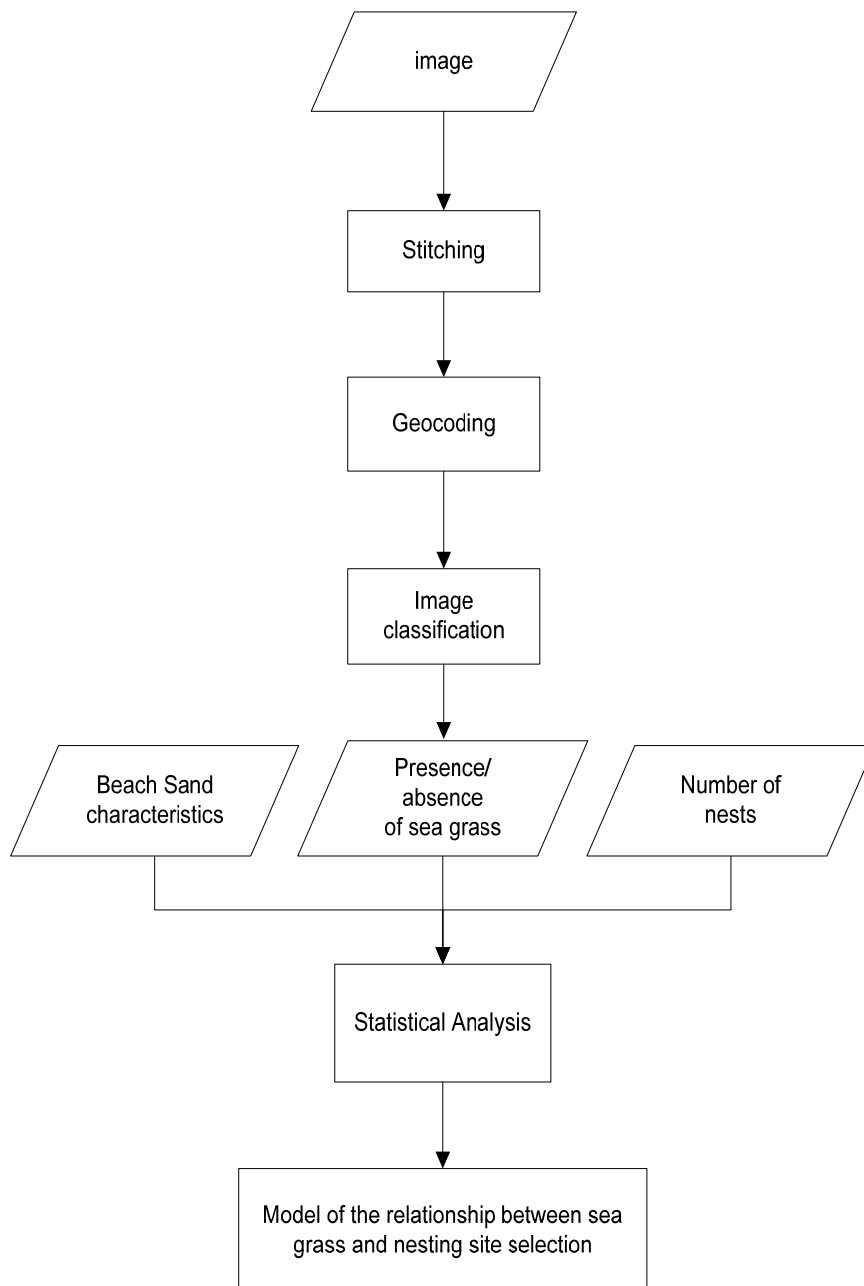 image
Stitching
Geocoding
Image
classification
Beach Sand
characteristics
Presence/
absence
of sea grass
Number of
nests
Statistical Analysis
Model of the relationship between sea
grass and nesting site selection